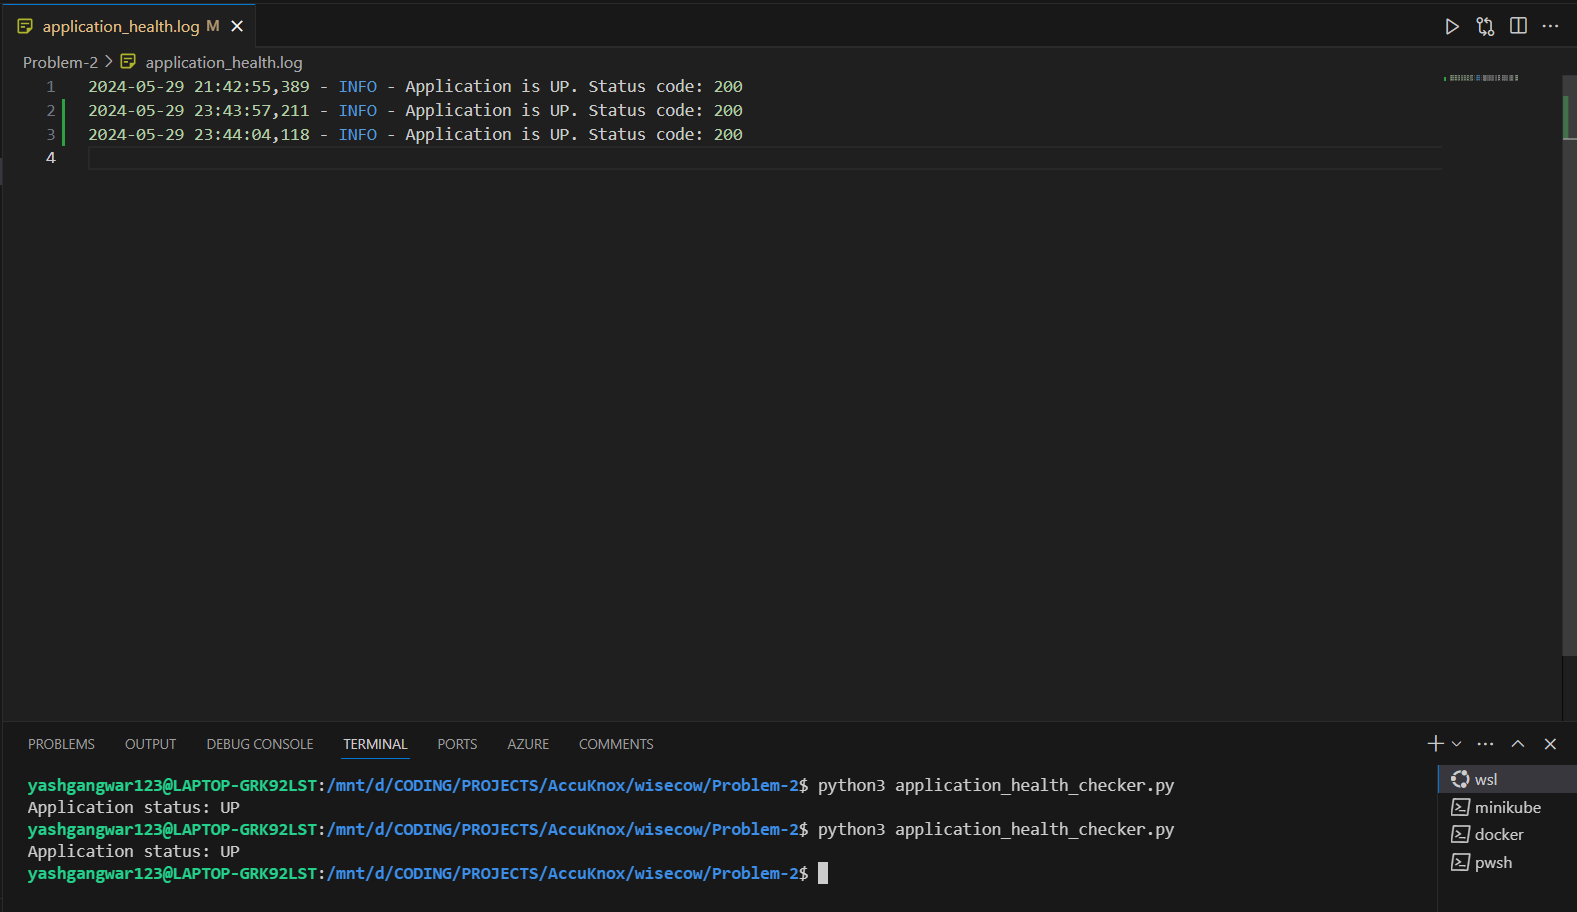 application_health.log M
Problem-2 > application_health.log
1 2024-05-29 21:42:55,389 - INFO - Application is UP. Status code: 200
2 2024-05-29 23:43:57,211 - INFO - Application is UP. Status code: 200
3 2024-05-29 23:44:04,118 - INFO - Application is UP. Status code: 200
4
PROBLEMS OUTPUT DEBUG CONSOLE TERMINAL PORTS AZURE COMMENTS
yashgangwar123@LAPTOP-GRK92LST:/mnt/d/CODING/PROJECTS/AccuKnox/wisecow/Problem-2$ python3 application_health_checker.py
Application status: UP
yashgangwar123@LAPTOP-GRK92LST:/mnt/d/CODING/PROJECTS/AccuKnox/wisecow/Problem-2$ python3 application_health_checker.py
Application status: UP
yashgangwar123@LAPTOP-GRK92LST:/mnt/d/CODING/PROJECTS/AccuKnox/wisecow/Problem-2$
wsl
minikube
docker
pwsh